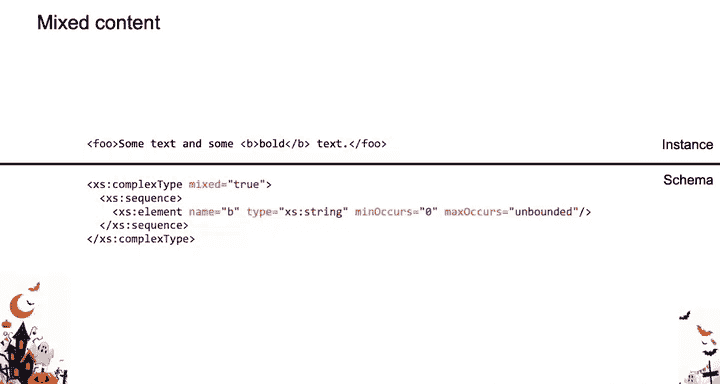 Mixed content
<foo>Some text and some <b>bold</b> text.</foo>
Instance
Schema
<xs:complexType mixed="true">
  <xs:sequence>
    <xs:element name="b" type="xs:string" minOccurs="0" maxOccurs="unbounded"/>
  </xs:sequence>
</xs:complexType>